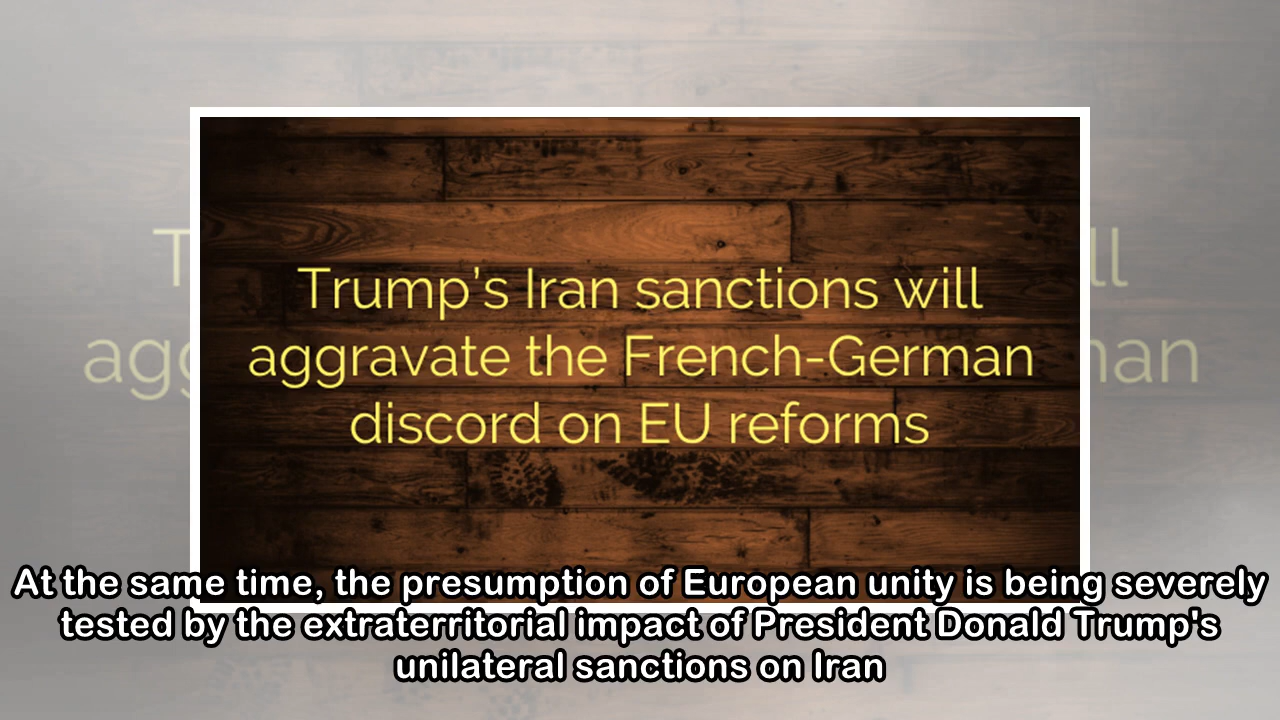 Trump's Iran sanctions will
aggravate the French-German
discord on EU reforms
At the same time, the presumption of European unity is being severely
tested by the extraterritorial impact of President Donald Trump's
unilateral sanctions on Iran